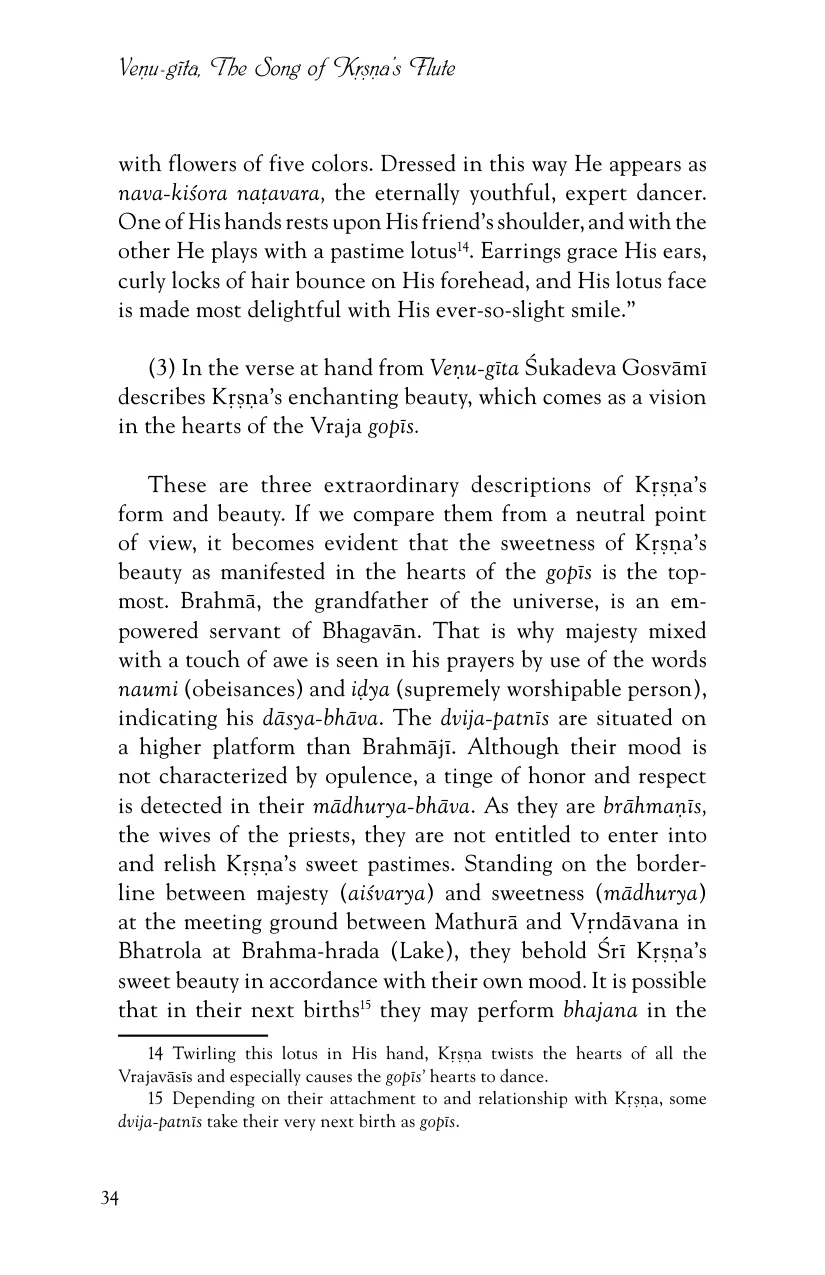 Veṇu-gīta, The Song of Kṛṣṇa's Flute
with flowers of five colors. Dressed in this way He appears as
nava-kiśora naṭavara, the eternally youthful, expert dancer.
One of His hands rests upon His friend's shoulder, and with the
other He plays with a pastime lotus¹⁴. Earrings grace His ears,
curly locks of hair bounce on His forehead, and His lotus face
is made most delightful with His ever-so-slight smile.”
(3) In the verse at hand from Veṇu-gīta Śukadeva Gosvāmī
describes Kṛṣṇa’s enchanting beauty, which comes as a vision
in the hearts of the Vraja gopīs.
These are three extraordinary descriptions of Kṛṣṇa’s
form and beauty. If we compare them from a neutral point
of view, it becomes evident that the sweetness of Kṛṣṇa’s
beauty as manifested in the hearts of the gopīs is the top-
most. Brahmā, the grandfather of the universe, is an em-
powered servant of Bhagavān. That is why majesty mixed
with a touch of awe is seen in his prayers by use of the words
naumi (obeisances) and iḍya (supremely worshipable person),
indicating his dāsya-bhāva. The dvija-patnīs are situated on
a higher platform than Brahmājī. Although their mood is
not characterized by opulence, a tinge of honor and respect
is detected in their mādhurya-bhāva. As they are brāhmaṇīs,
the wives of the priests, they are not entitled to enter into
and relish Kṛṣṇa’s sweet pastimes. Standing on the border-
line between majesty (aiśvarya) and sweetness (mādhurya)
at the meeting ground between Mathurā and Vṛndāvana in
Bhatrola at Brahma-hrada (Lake), they behold Śrī Kṛṣṇa’s
sweet beauty in accordance with their own mood. It is possible
that in their next births¹⁵ they may perform bhajana in the
14 Twirling this lotus in His hand, Kṛṣṇa twists the hearts of all the
Vrajavāsīs and especially causes the gopīs’ hearts to dance.
15 Depending on their attachment to and relationship with Kṛṣṇa, some
dvija-patnīs take their very next birth as gopīs.
34